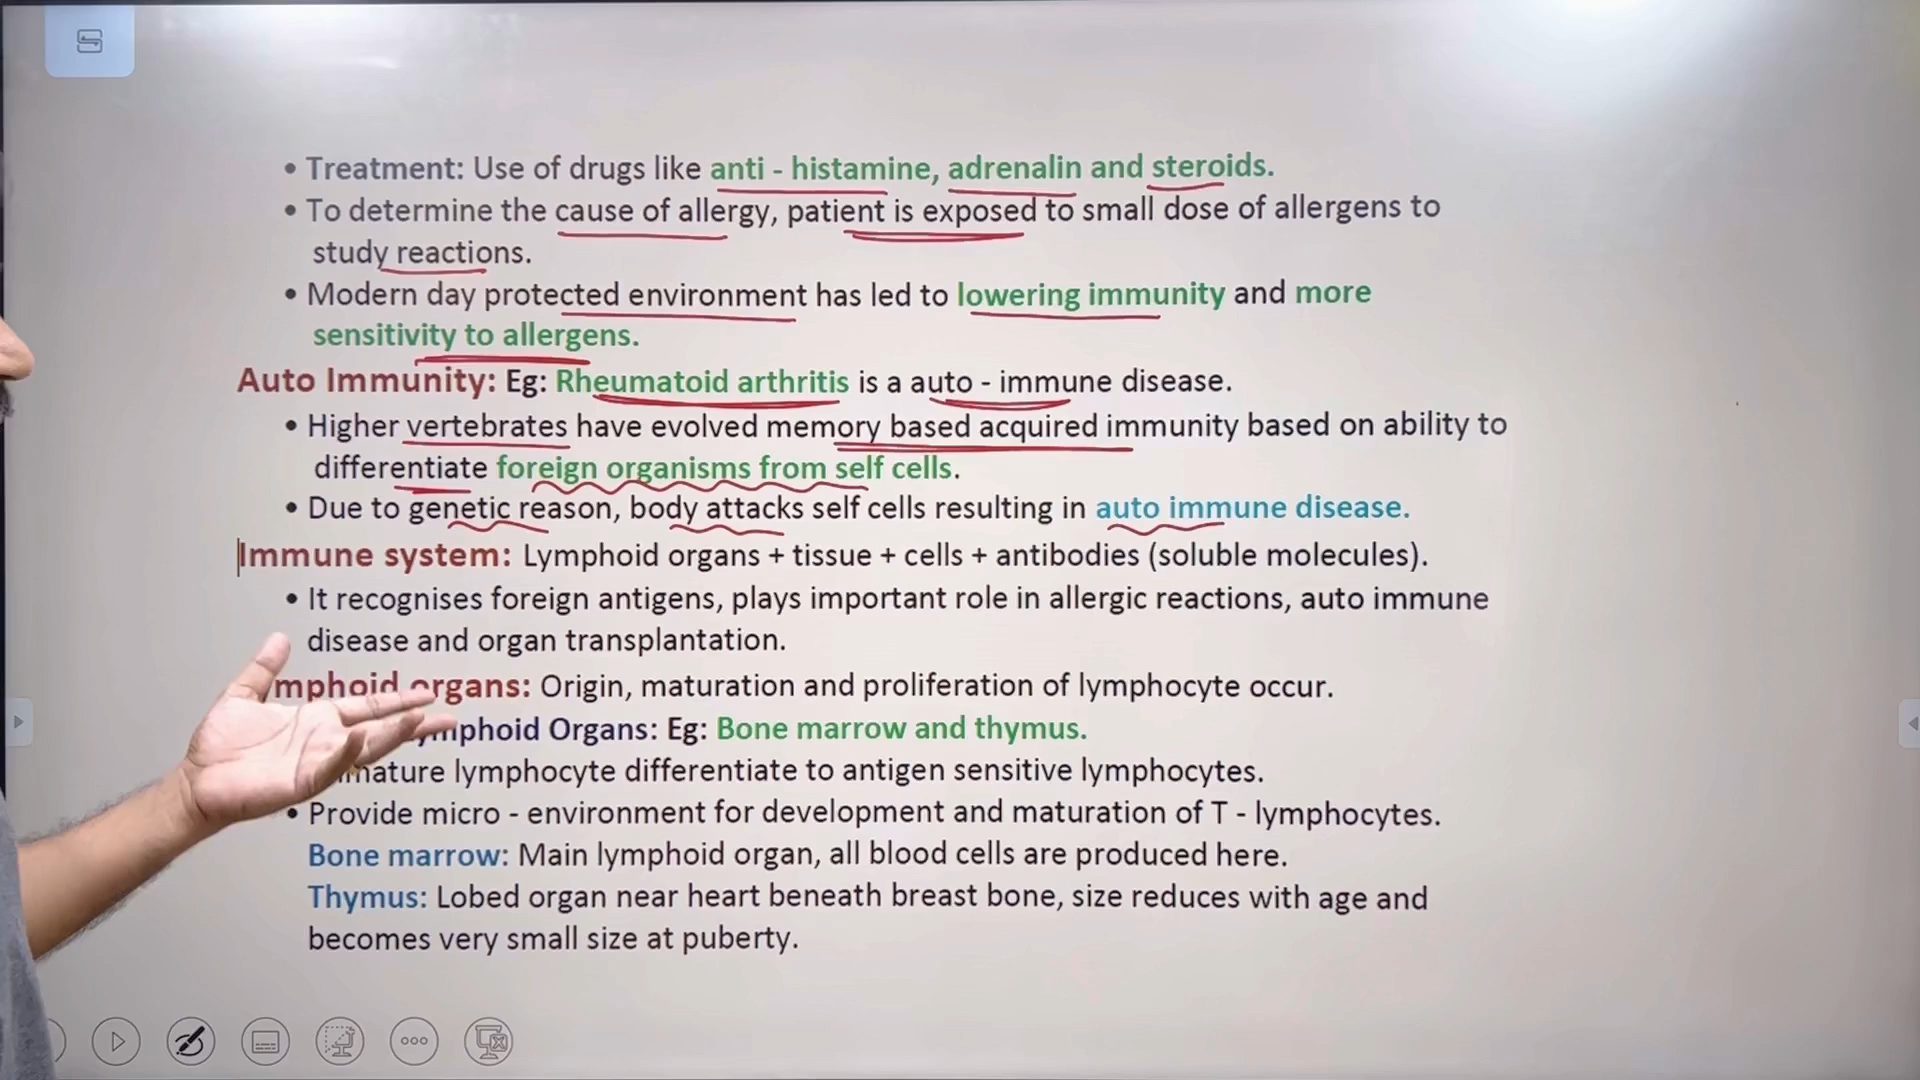 • Treatment: Use of drugs like anti - histamine, adrenalin and steroids.
• To determine the cause of allergy, patient is exposed to small dose of allergens to
study reactions.
• Modern day protected environment has led to lowering immunity and more
sensitivity to allergens.
Auto Immunity: Eg: Rheumatoid arthritis is a auto - immune disease.
• Higher vertebrates have evolved memory based acquired immunity based on ability to
differentiate foreign organisms from self cells.
• Due to genetic reason, body attacks self cells resulting in auto immune disease.
Immune system: Lymphoid organs + tissue + cells + antibodies (soluble molecules).
• It recognises foreign antigens, plays important role in allergic reactions, auto immune
disease and organ transplantation.
organs: Origin, maturation and proliferation of lymphocyte occur.
Organs: Eg: Bone marrow and thymus.
lymphocyte differentiate to antigen sensitive lymphocytes.
• Provide micro - environment for development and maturation of T - lymphocytes.
Bone marrow: Main lymphoid organ, all blood cells are produced here.
Thymus: Lobed organ near heart beneath breast bone, size reduces with age and
becomes very small size at puberty.